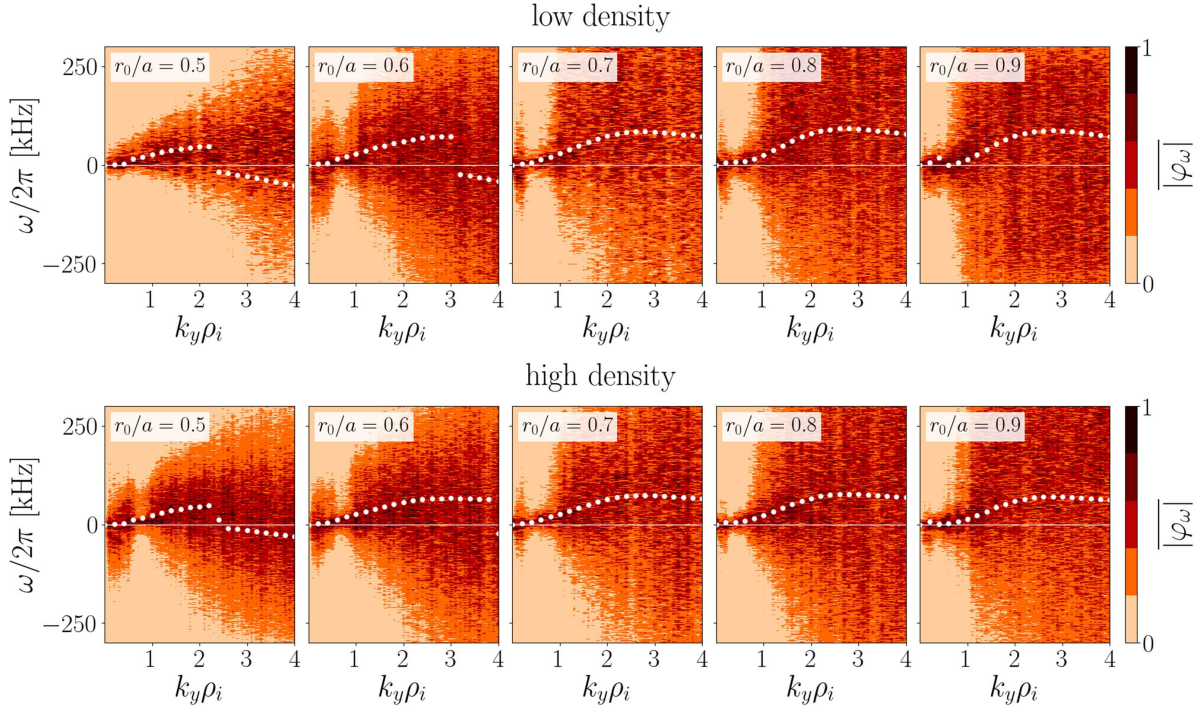 low density
r₀/a = 0.5 r₀/a = 0.6 r₀/a = 0.7 r₀/a = 0.8 r₀/a = 0.9
250
0
−250
ω/2π [kHz]
1 2 3 4 1 2 3 4 1 2 3 4 1 2 3 4 1 2 3 4
k_yρ_i k_yρ_i k_yρ_i k_yρ_i k_yρ_i
1
0
|φ_ω|
high density
r₀/a = 0.5 r₀/a = 0.6 r₀/a = 0.7 r₀/a = 0.8 r₀/a = 0.9
250
0
−250
ω/2π [kHz]
1 2 3 4 1 2 3 4 1 2 3 4 1 2 3 4 1 2 3 4
k_yρ_i k_yρ_i k_yρ_i k_yρ_i k_yρ_i
1
0
|φ_ω|